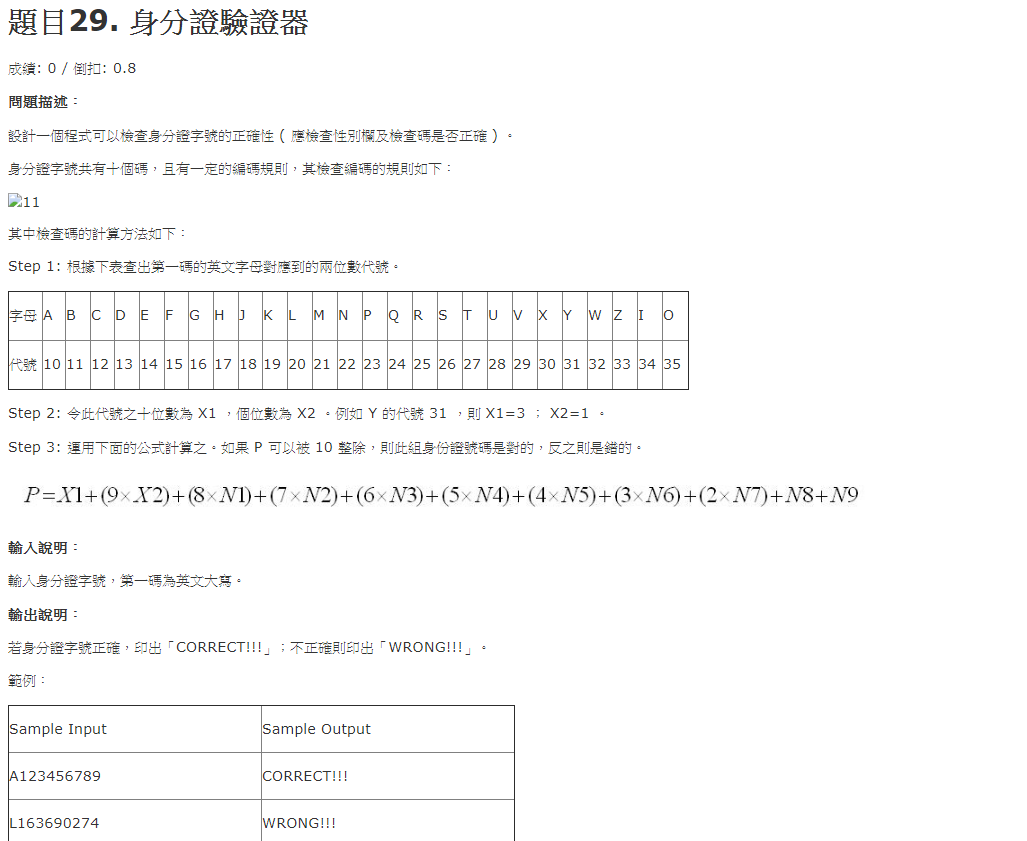 題目29. 身分證驗證器
成績: 0 / 倒扣: 0.8
問題描述：
設計一個程式可以檢查身分證字號的正確性 ( 應檢查性別欄及檢查碼是否正確 ) 。
身分證字號共有十個碼，且有一定的編碼規則，其檢查編碼的規則如下：
11
其中檢查碼的計算方法如下：
Step 1: 根據下表查出第一碼的英文字母對應到的兩位數代號。
字母 A B C D E F G H J K L M N P Q R S T U V X Y W Z I O
代號 10 11 12 13 14 15 16 17 18 19 20 21 22 23 24 25 26 27 28 29 30 31 32 33 34 35
Step 2: 令此代號之十位數為 X1 ，個位數為 X2 。例如 Y 的代號 31 ，則 X1=3 ； X2=1 。
Step 3: 運用下面的公式計算之。如果 P 可以被 10 整除，則此組身份證號碼是對的，反之則是錯的。
P=X1+(9×X2)+(8×N1)+(7×N2)+(6×N3)+(5×N4)+(4×N5)+(3×N6)+(2×N7)+N8+N9
輸入說明：
輸入身分證字號，第一碼為英文大寫。
輸出說明：
若身分證字號正確，印出「CORRECT!!!」；不正確則印出「WRONG!!!」。
範例：
Sample Input Sample Output
A123456789 CORRECT!!!
L163690274 WRONG!!!